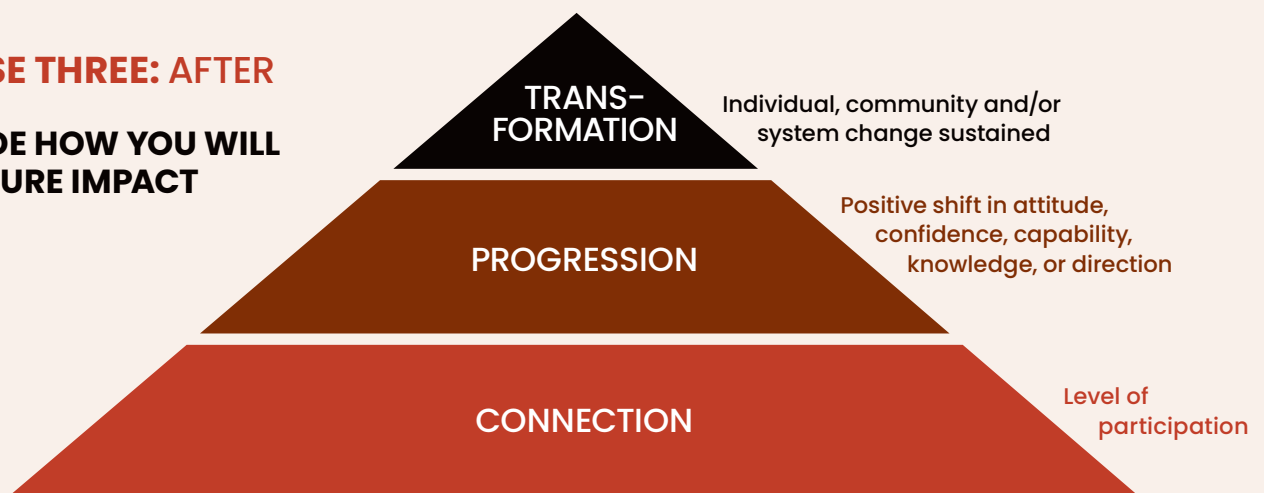 SE THREE: AFTER
DE HOW YOU WILL
URE IMPACT
TRANS-
FORMATION
Individual, community and/or
system change sustained
PROGRESSION
Positive shift in attitude,
confidence, capability,
knowledge, or direction
CONNECTION
Level of
participation